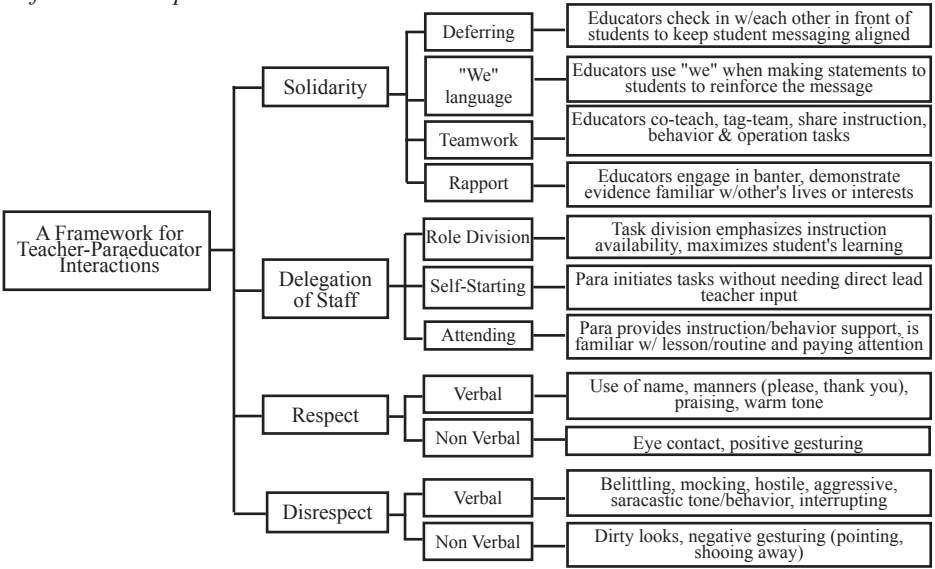 Deferring
Educators check in w/each other in front of
students to keep student messaging aligned
Solidarity
"We"
language
Educators use "we" when making statements to
students to reinforce the message
Teamwork
Educators co-teach, tag-team, share instruction,
behavior & operation tasks
Rapport
Educators engage in banter, demonstrate
evidence familiar w/other's lives or interests
A Framework for
Teacher-Paraeducator
Interactions
Delegation
of Staff
Role Division
Task division emphasizes instruction
availability, maximizes student's learning
Self-Starting
Para initiates tasks without needing direct lead
teacher input
Attending
Para provides instruction/behavior support, is
familiar w/ lesson/routine and paying attention
Respect
Verbal
Use of name, manners (please, thank you),
praising, warm tone
Non Verbal
Eye contact, positive gesturing
Disrespect
Verbal
Belittling, mocking, hostile, aggressive,
saracastic tone/behavior, interrupting
Non Verbal
Dirty looks, negative gesturing (pointing,
shooing away)